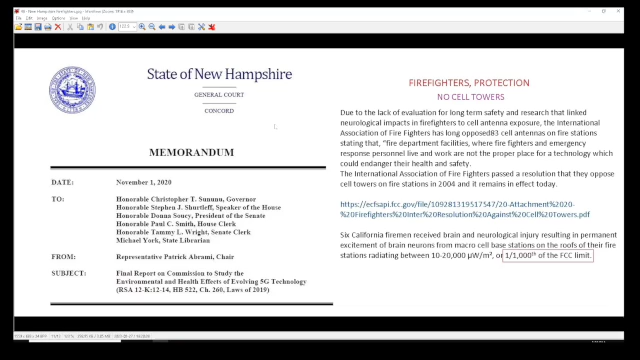 File Edit Image Options View Help
State of New Hampshire
GENERAL COURT
CONCORD
MEMORANDUM
DATE: November 1, 2020
TO: Honorable Christopher T. Sununu, Governor
Honorable Stephen J. Shurtleff, Speaker of the House
Honorable Donna Soucy, President of the Senate
Honorable Paul C. Smith, House Clerk
Honorable Tammy L. Wright, Senate Clerk
Michael York, State Librarian
FROM: Representative Patrick Abrami, Chair
SUBJECT: Final Report on Commission to Study the
Environmental and Health Effects of Evolving 5G Technology
(RSA 12-K:12-14, HB 522, Ch. 260, Laws of 2019)
FIREFIGHTERS, PROTECTION
NO CELL TOWERS
Due to the lack of evaluation for long term safety and research that linked
neurological impacts in firefighters to cell antenna exposure, the International
Association of Fire Fighters has long opposed83 cell antennas on fire stations
stating that, "fire department facilities, where fire fighters and emergency
response personnel live and work are not the proper place for a technology which
could endanger their health and safety.
The International Association of Fire Fighters passed a resolution that they oppose
cell towers on fire stations in 2004 and it remains in effect today.
https://ecfsapi.fcc.gov/file/1092813195 17547/20-Attachment%2020-
%20Firefighters%20Inter%20Resolution%20Against%20Cell%20Towers.pdf
Six California firemen received brain and neurological injury resulting in permanent
excitement of brain neurons from macro cell base stations on the roofs of their fire
stations radiating between 10-20,000 µW/m², or 1/1,000th of the FCC limit.